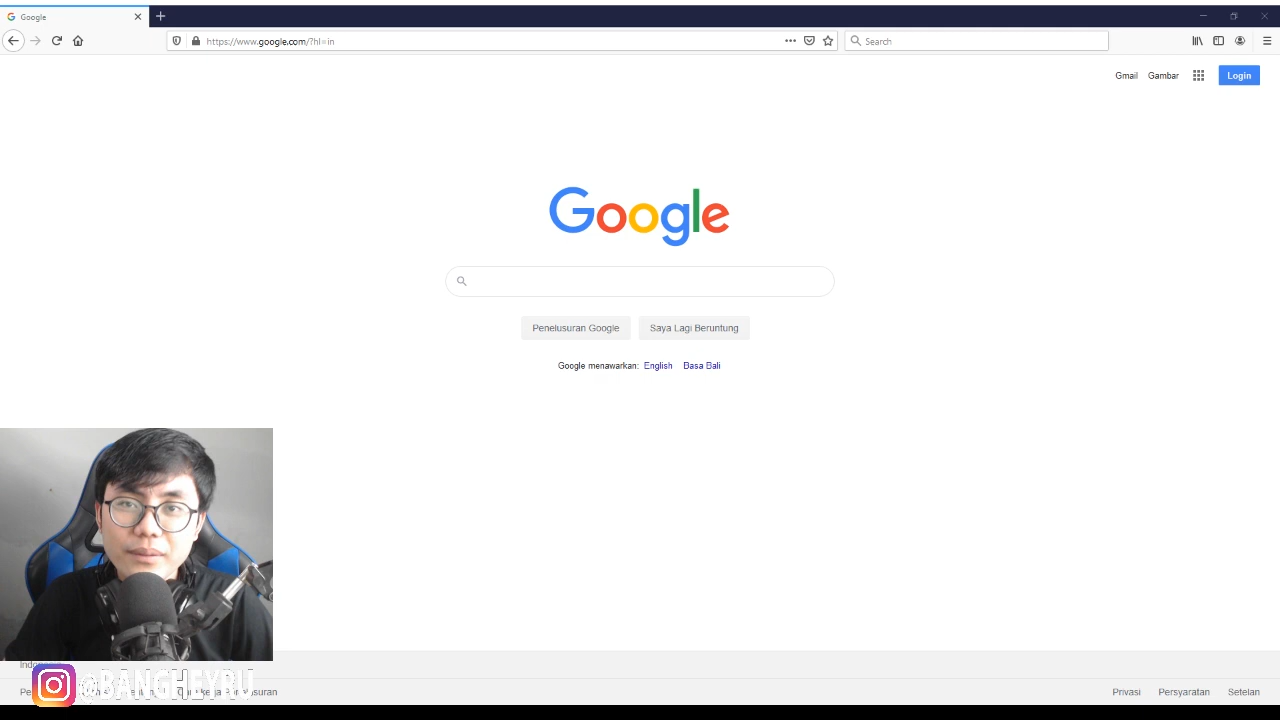 Google
https://www.google.com/?hl=in
Search
Gmail
Gambar
Login
Google
Penelusuran Google
Saya Lagi Beruntung
Google menawarkan: English Basa Bali
@BANGHEYRU
Privasi
Persyaratan
Setelan